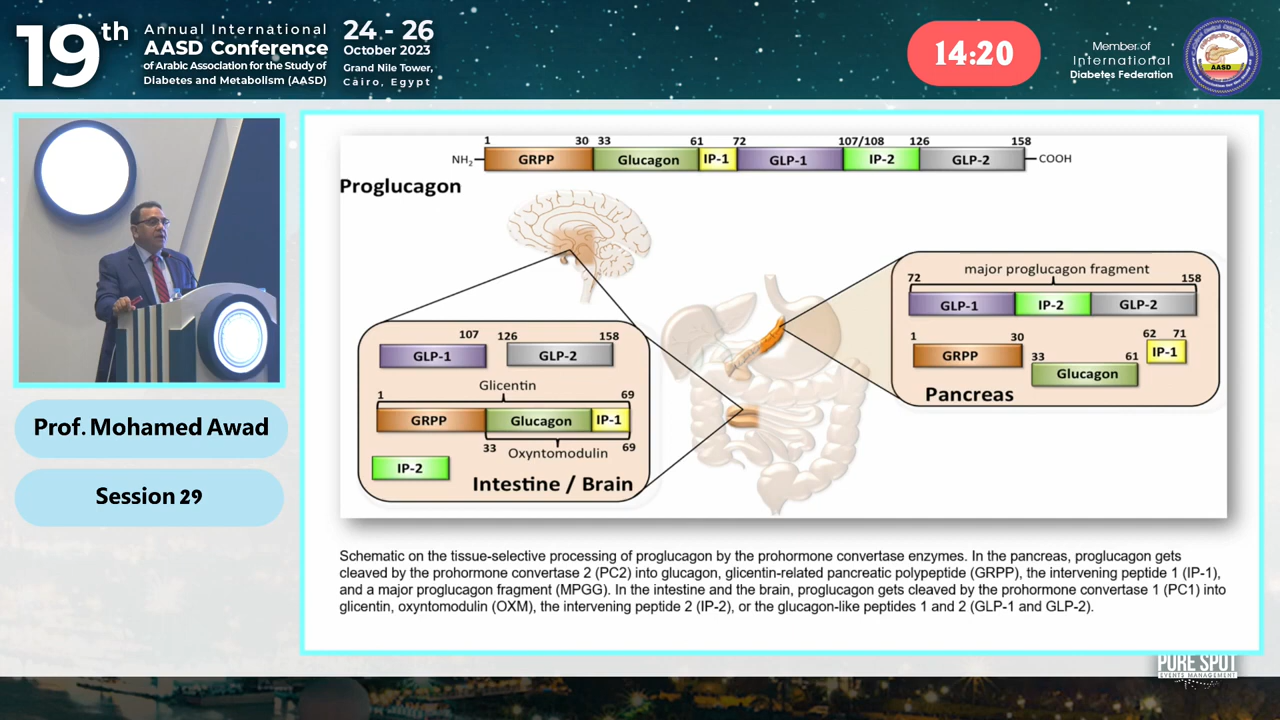 19th
Annual International
AASD Conference
of Arabic Association for the Study of
Diabetes and Metabolism (AASD)
24 - 26
October 2023
Grand Nile Tower,
Cairo, Egypt
14:20
Member of
International
Diabetes Federation
AASD
Prof. Mohamed Awad
Session 29
1 30 33 61 72 107/108 126 158
NH2 GRPP Glucagon IP-1 GLP-1 IP-2 GLP-2 COOH
Proglucagon
107 126 158
GLP-1 GLP-2
Glicentin
1 69
GRPP Glucagon IP-1
33 69
Oxyntomodulin
IP-2
Intestine / Brain
major proglucagon fragment
72 158
GLP-1 IP-2 GLP-2
1 30 62 71
GRPP IP-1
33 61
Glucagon
Pancreas
Schematic on the tissue-selective processing of proglucagon by the prohormone convertase enzymes. In the pancreas, proglucagon gets
cleaved by the prohormone convertase 2 (PC2) into glucagon, glicentin-related pancreatic polypeptide (GRPP), the intervening peptide 1 (IP-1),
and a major proglucagon fragment (MPGG). In the intestine and the brain, proglucagon gets cleaved by the prohormone convertase 1 (PC1) into
glicentin, oxyntomodulin (OXM), the intervening peptide 2 (IP-2), or the glucagon-like peptides 1 and 2 (GLP-1 and GLP-2).
PURE SPOT
EVENTS MANAGEMENT